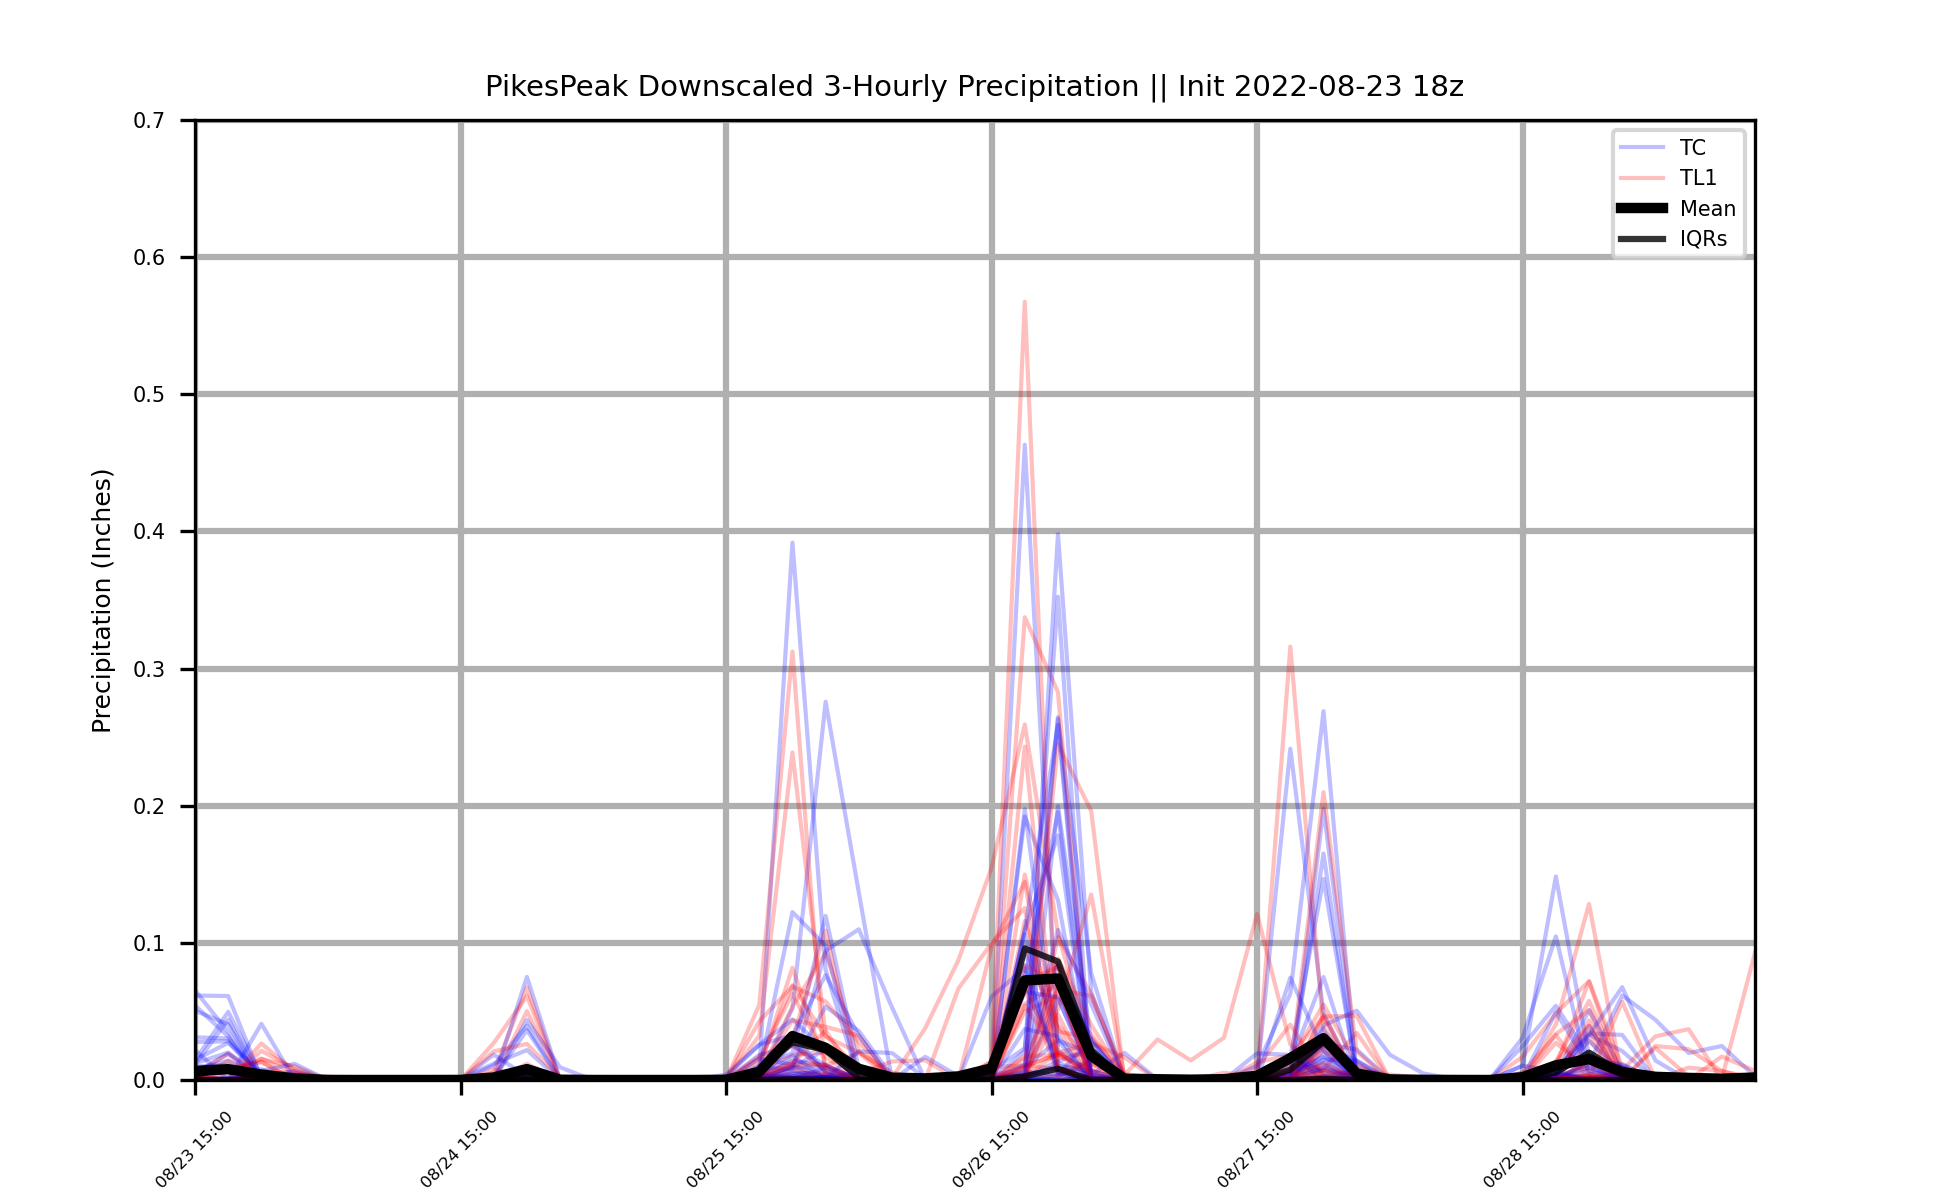 PikesPeak Downscaled 3-Hourly Precipitation || Init 2022-08-23 18z
TC
TL1
Mean
IQRs
Precipitation (Inches)
0.7
0.6
0.5
0.4
0.3
0.2
0.1
0.0
08/23 15:00
08/24 15:00
08/25 15:00
08/26 15:00
08/27 15:00
08/28 15:00